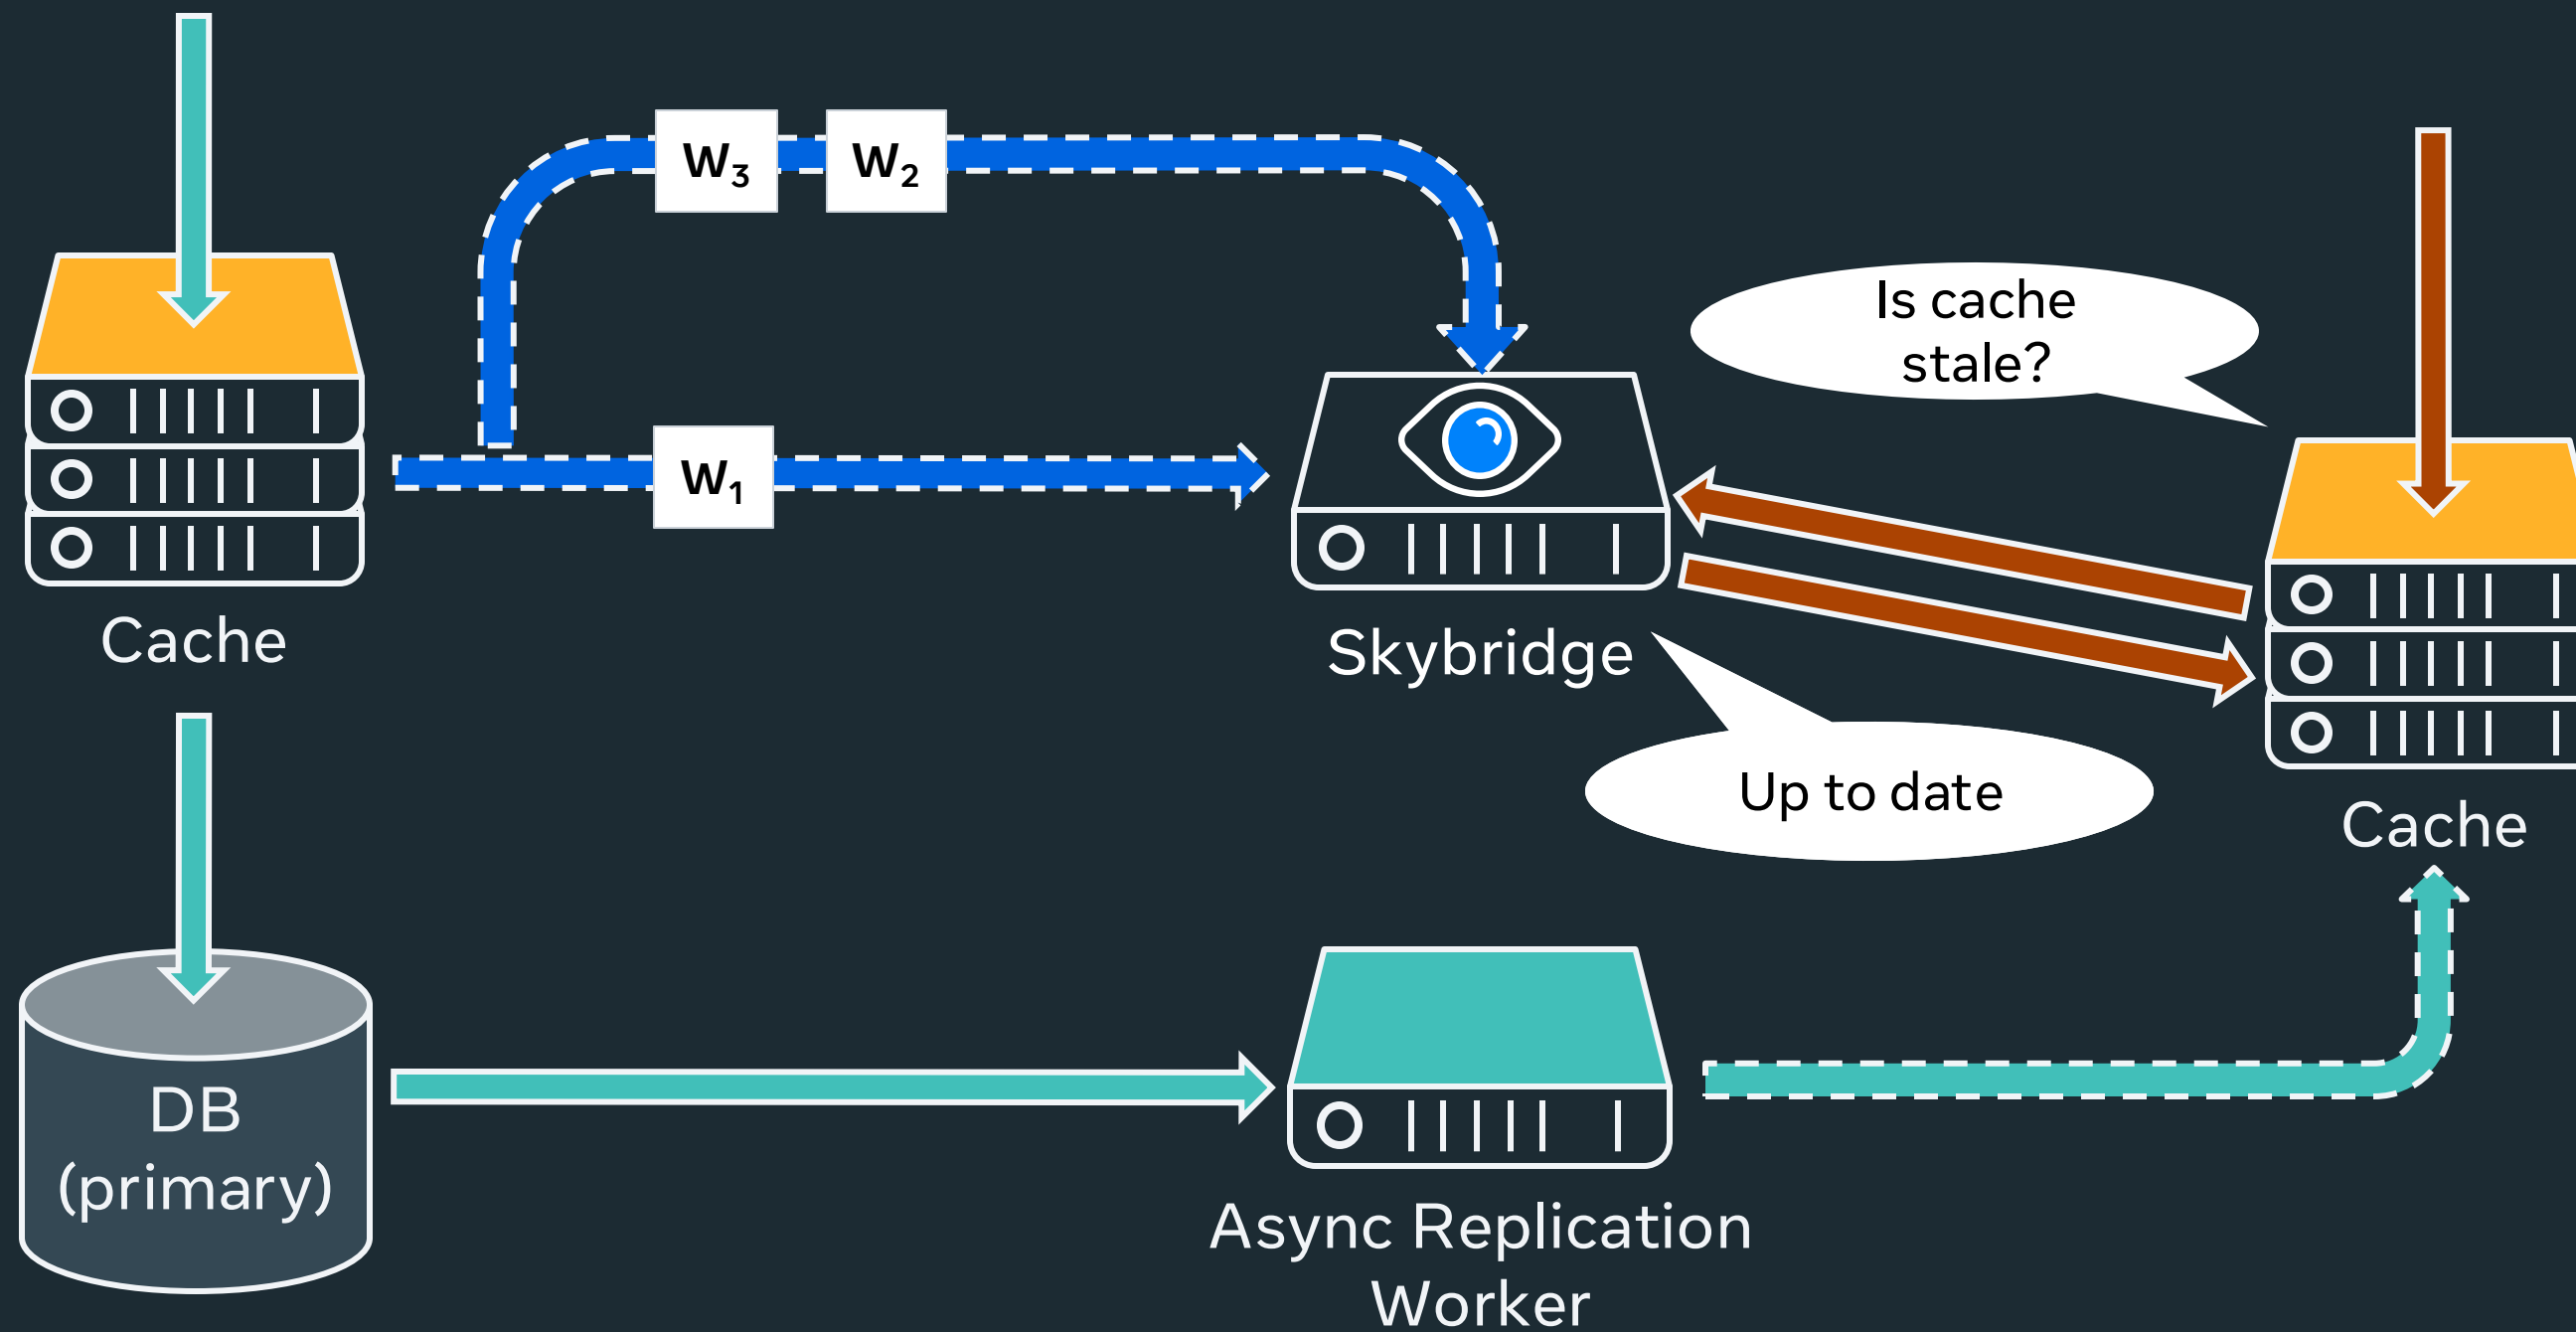 W₃
W₂
W₁
Is cache
stale?
Cache
Skybridge
Up to date
Cache
DB
(primary)
Async Replication
Worker